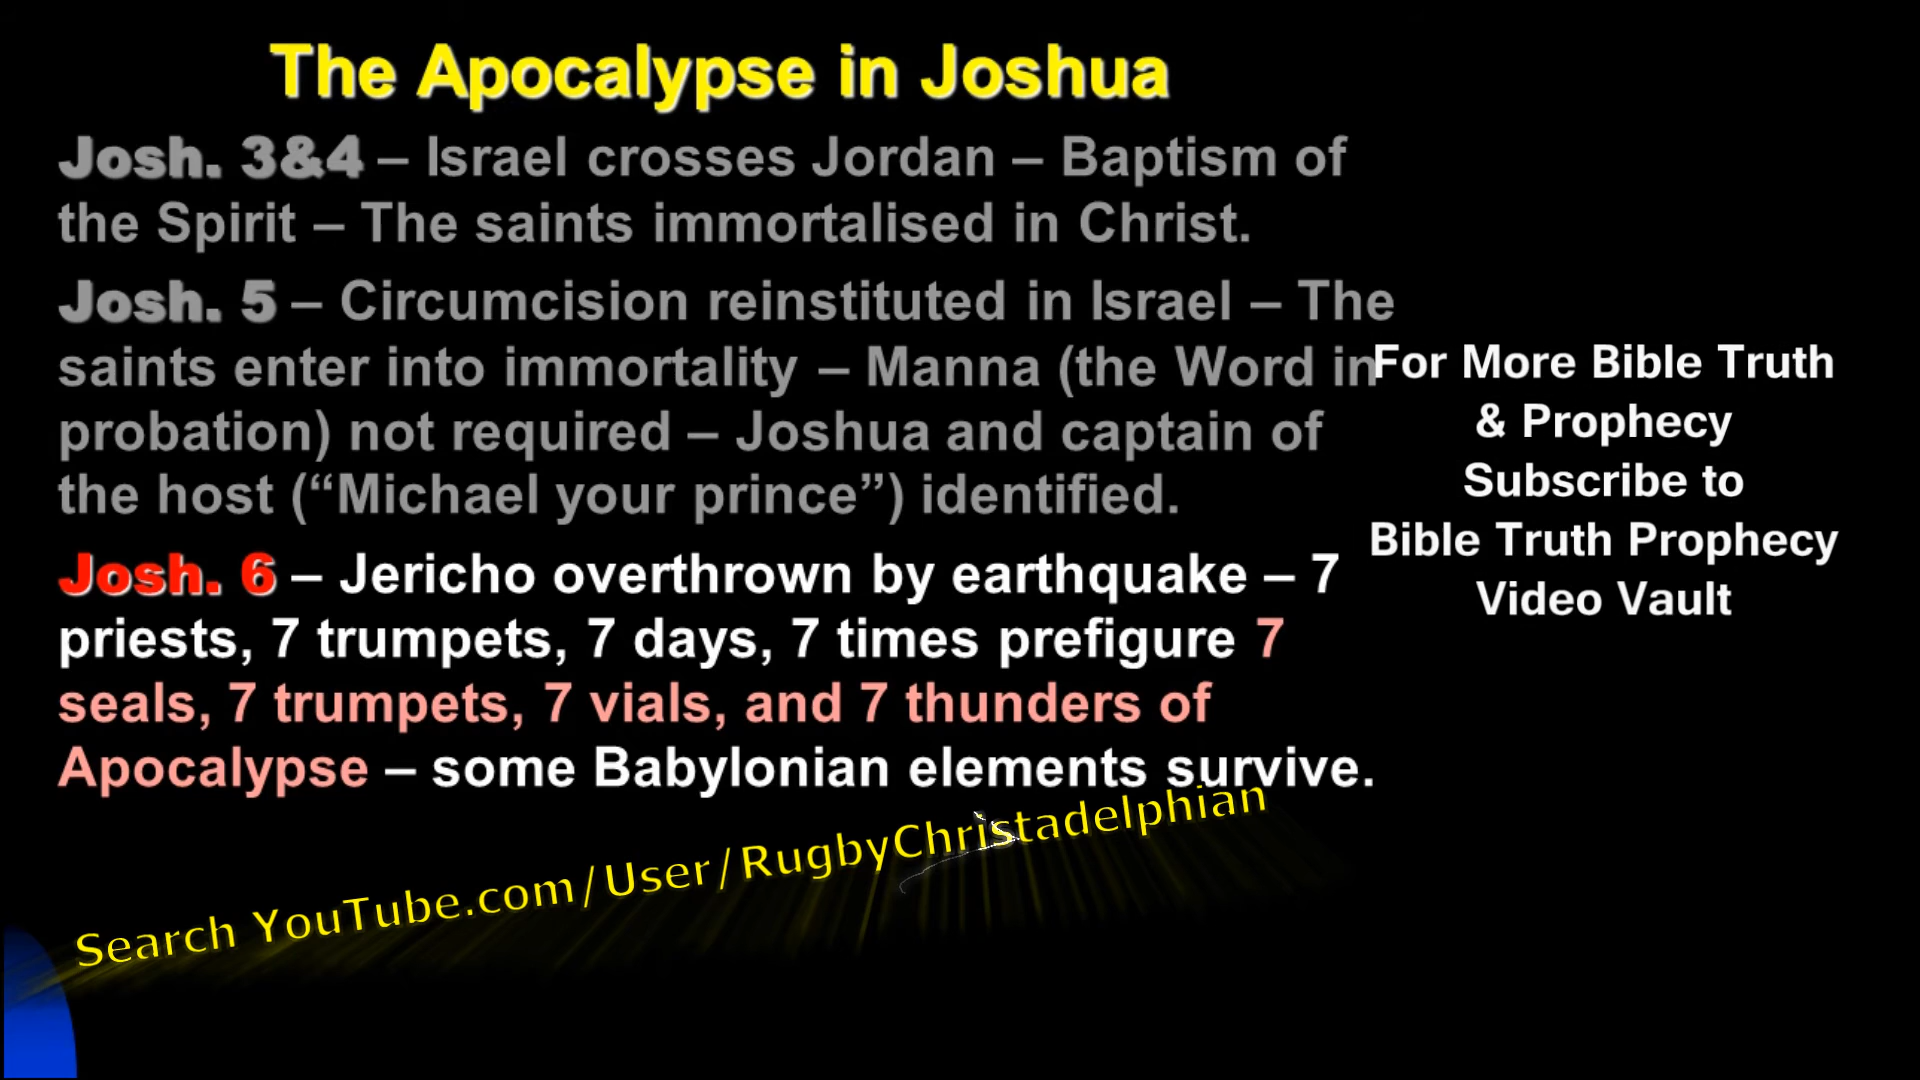 The Apocalypse in Joshua
Josh. 3&4 – Israel crosses Jordan – Baptism of
the Spirit – The saints immortalised in Christ.
Josh. 5 – Circumcision reinstituted in Israel – The
saints enter into immortality – Manna (the Word in
probation) not required – Joshua and captain of
the host (“Michael your prince”) identified.
Josh. 6 – Jericho overthrown by earthquake – 7
priests, 7 trumpets, 7 days, 7 times prefigure 7
seals, 7 trumpets, 7 vials, and 7 thunders of
Apocalypse – some Babylonian elements survive.
For More Bible Truth
& Prophecy
Subscribe to
Bible Truth Prophecy
Video Vault
Search YouTube.com/User/RugbyChristadelphian